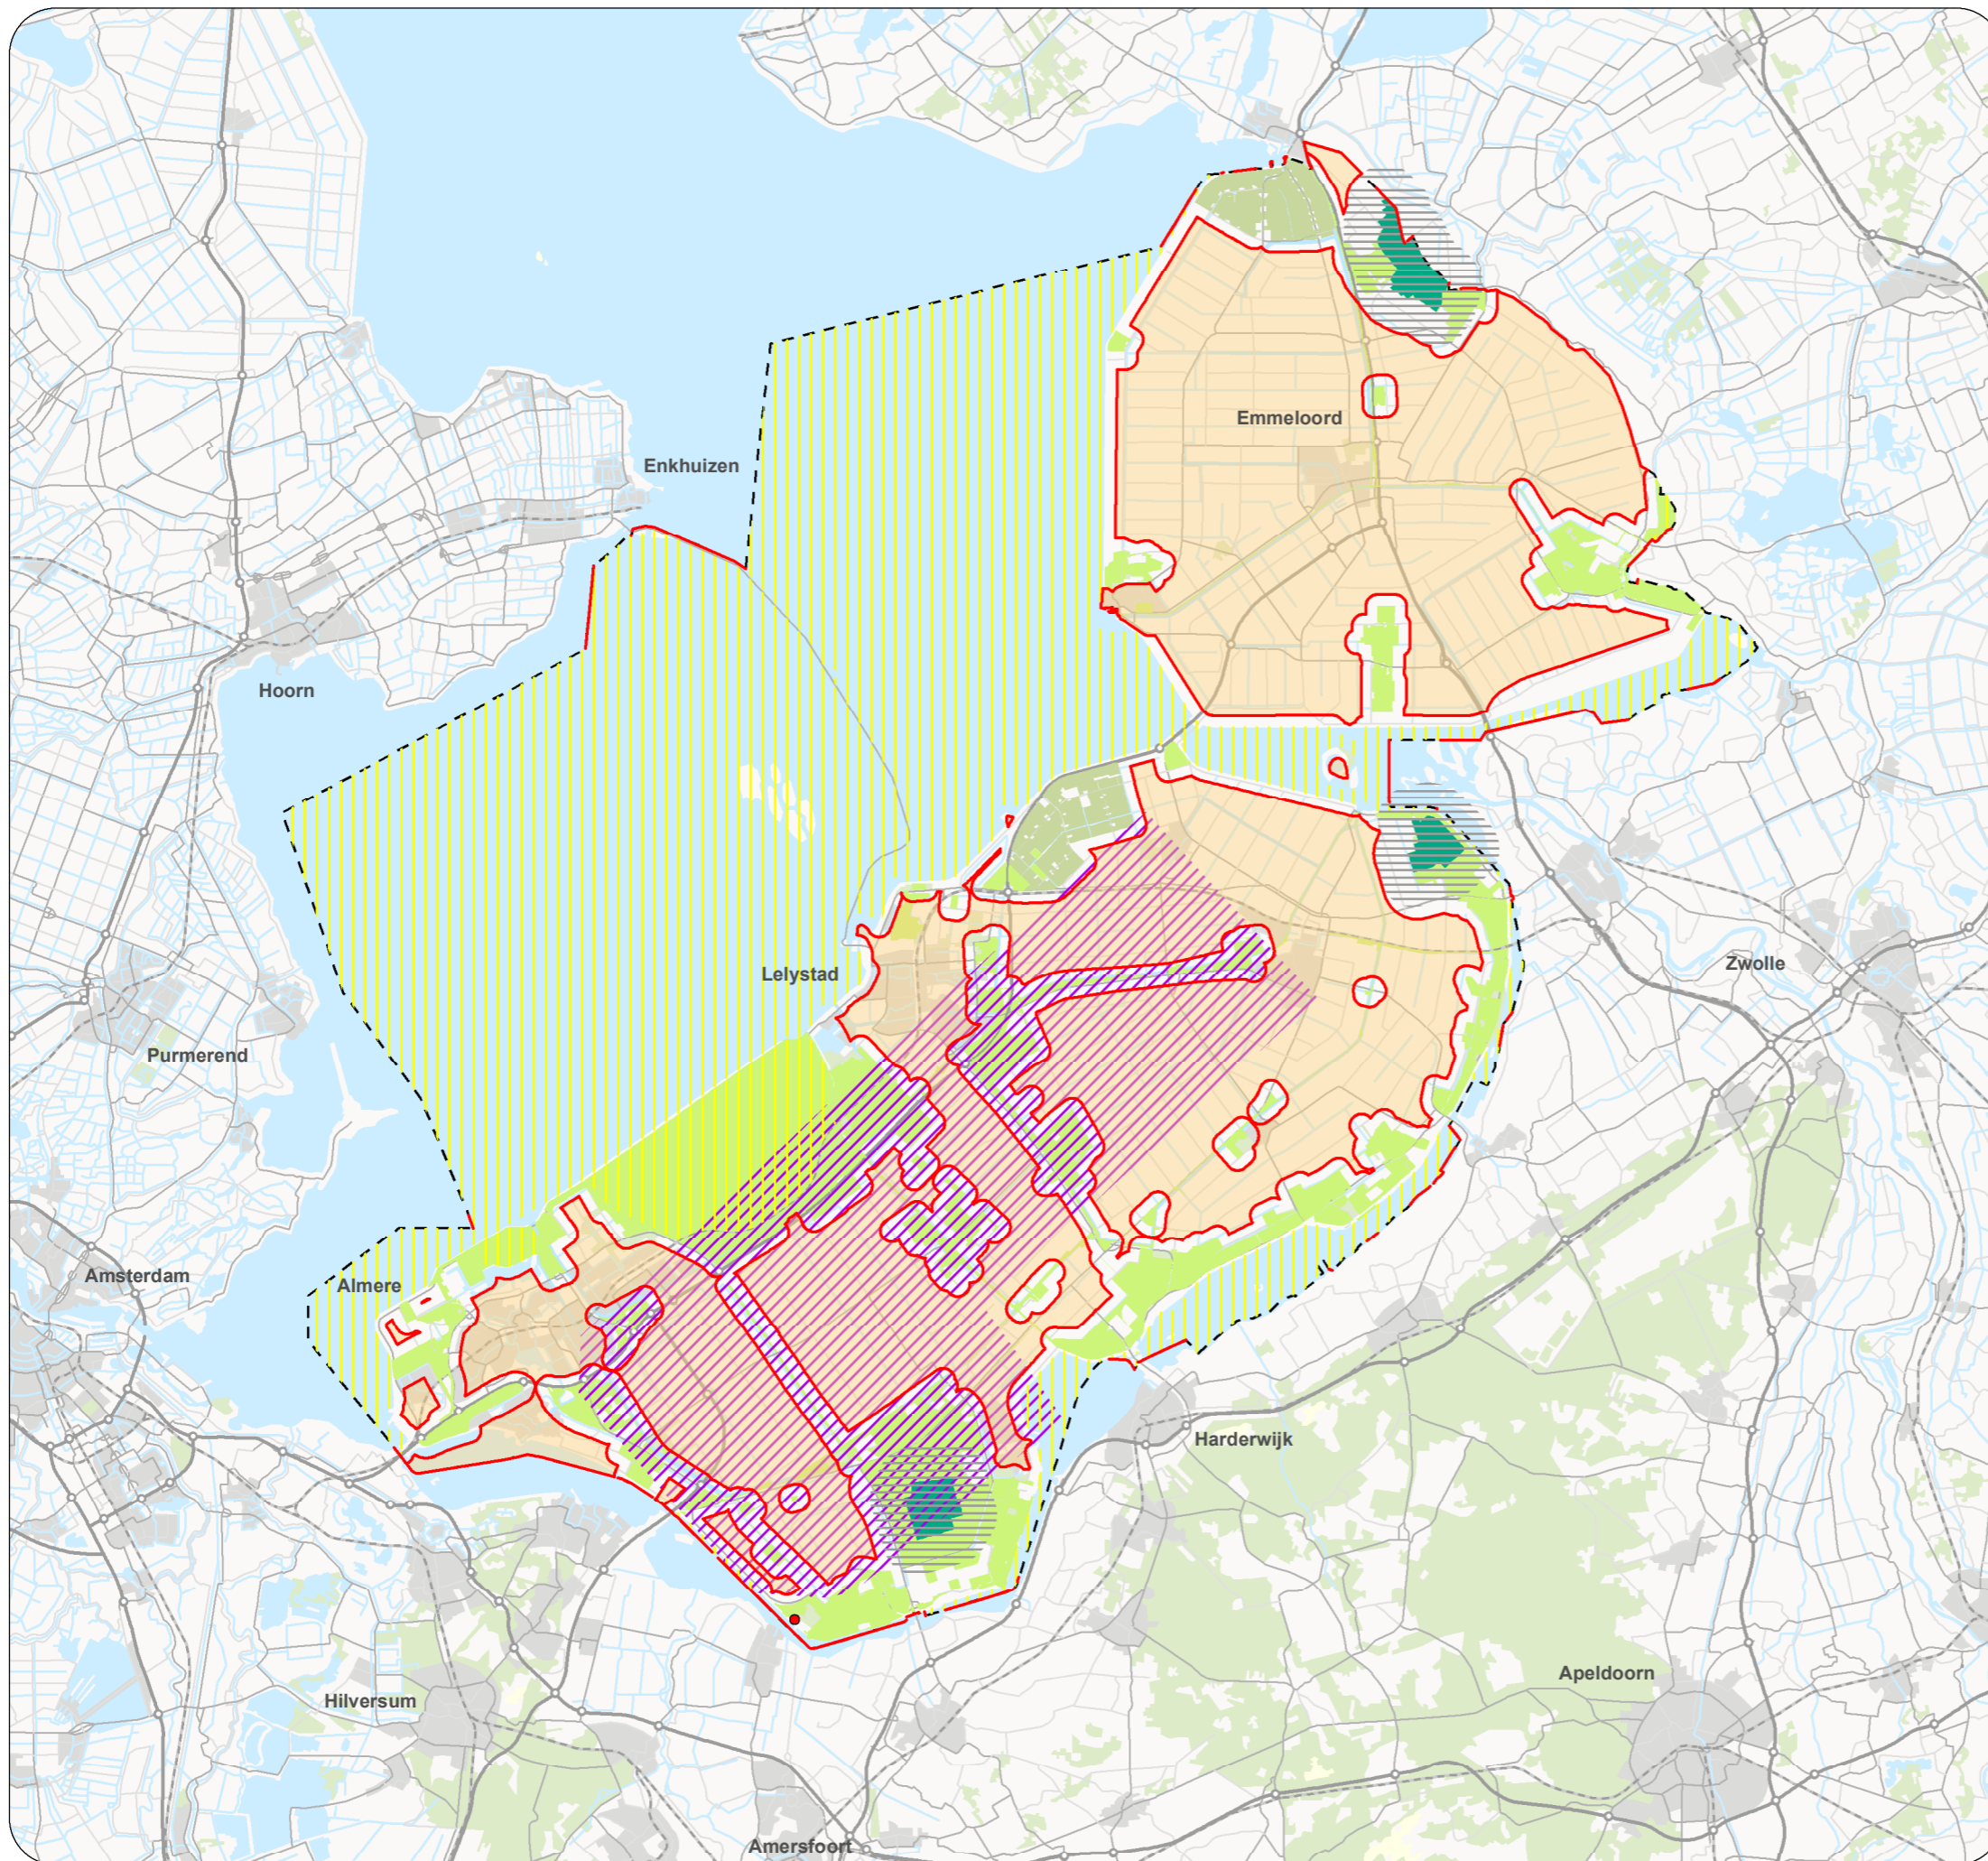 Emmeloord
Enkhuizen
Hoorn
Lelystad
Zwolle
Purmerend
Amsterdam
Almere
Harderwijk
Apeldoorn
Hilversum
Amersfoort